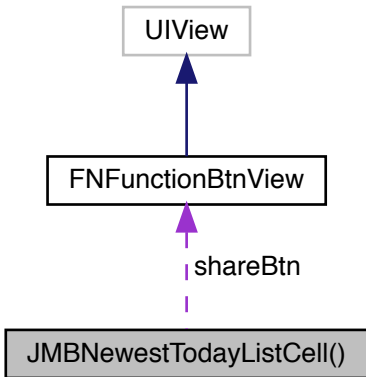 UIView
FNFunctionBtnView
shareBtn
JMBNewestTodayListCell()